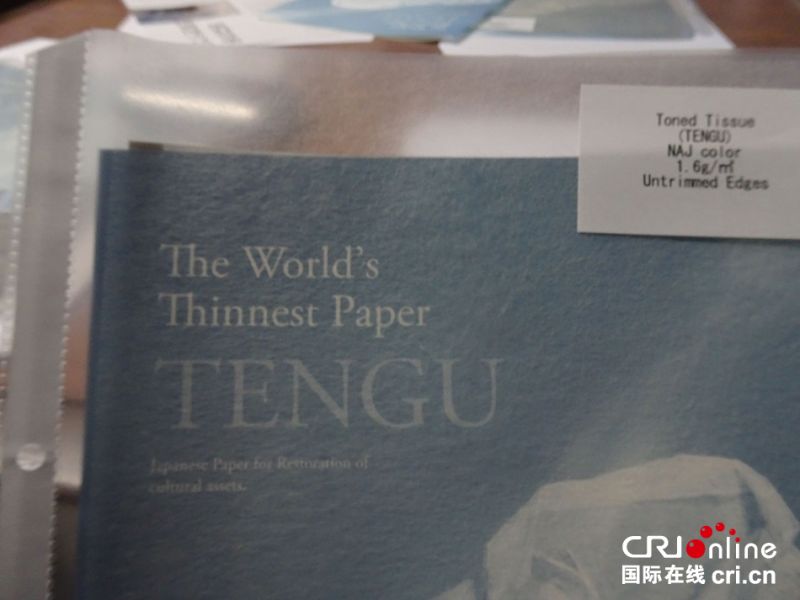 Toned Tissue
(TENGU)
NAJ color
1.6g/㎡
Untrimmed Edges
The World's
Thinnest Paper
TENGU
Japanese Paper for Restoration of
cultural assets.
CRIonline
国际在线 cri.cn